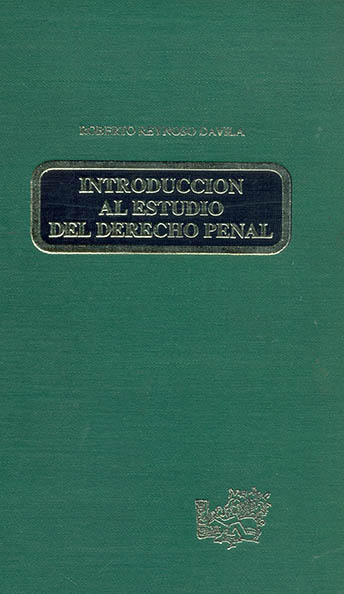 ROBERTO REYNOSO DAVILA
INTRODUCCION
AL ESTUDIO
DEL DERECHO PENAL